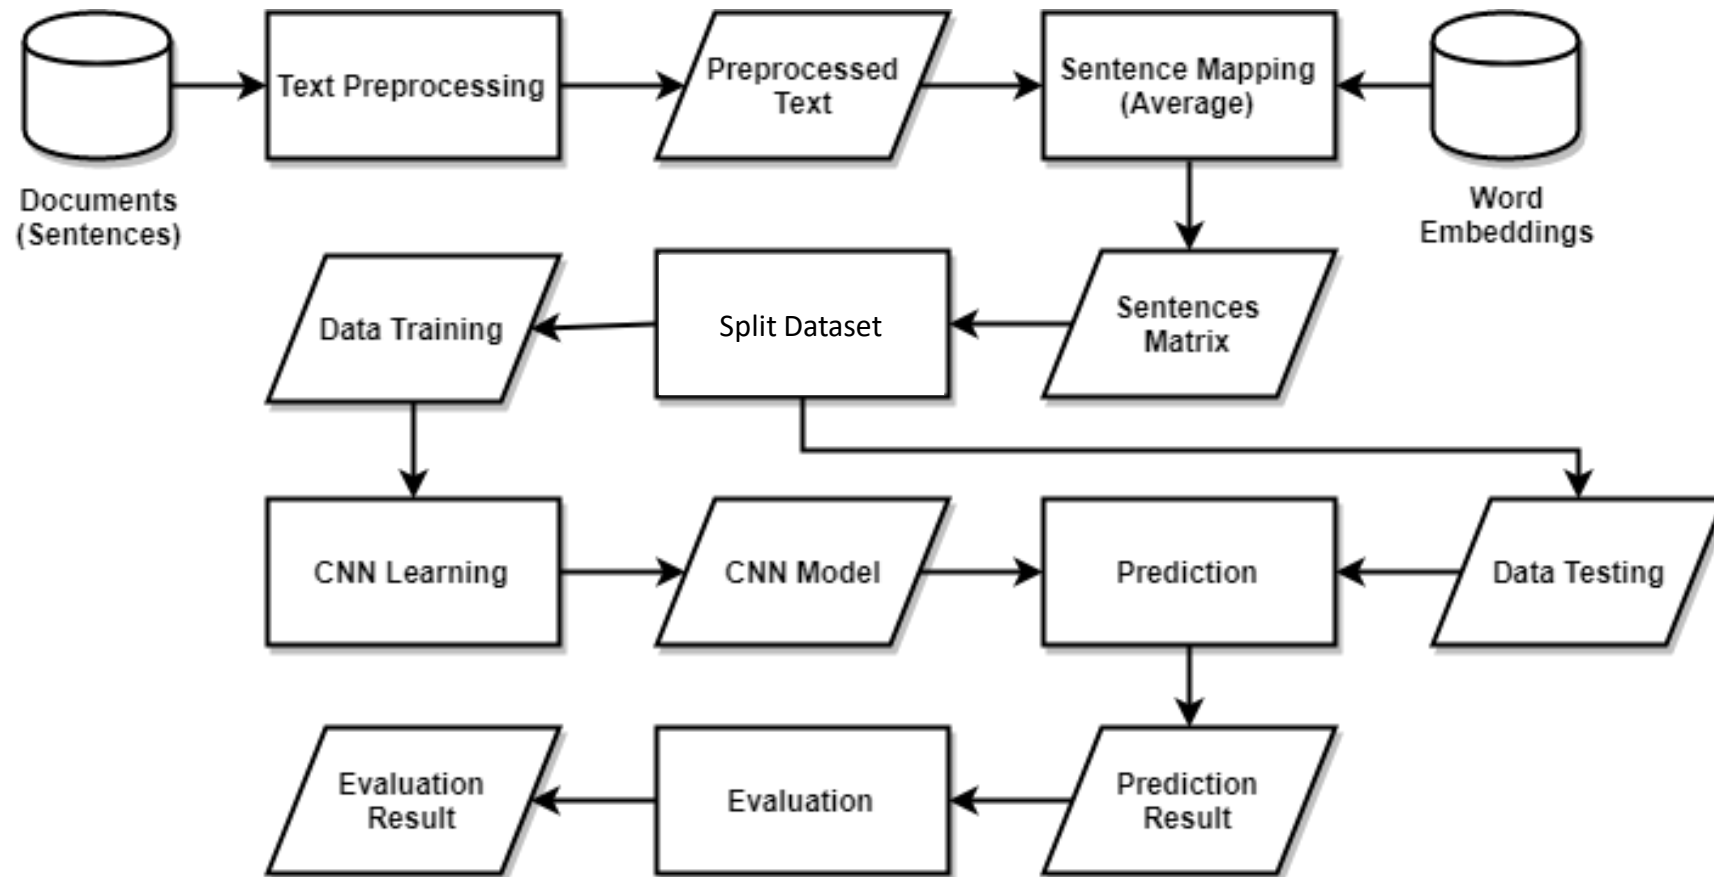 Text Preprocessing
Preprocessed
Text
Sentence Mapping
(Average)
Documents
(Sentences)
Word
Embeddings
Data Training
Split Dataset
Sentences
Matrix
CNN Learning
CNN Model
Prediction
Data Testing
Evaluation
Result
Evaluation
Prediction
Result